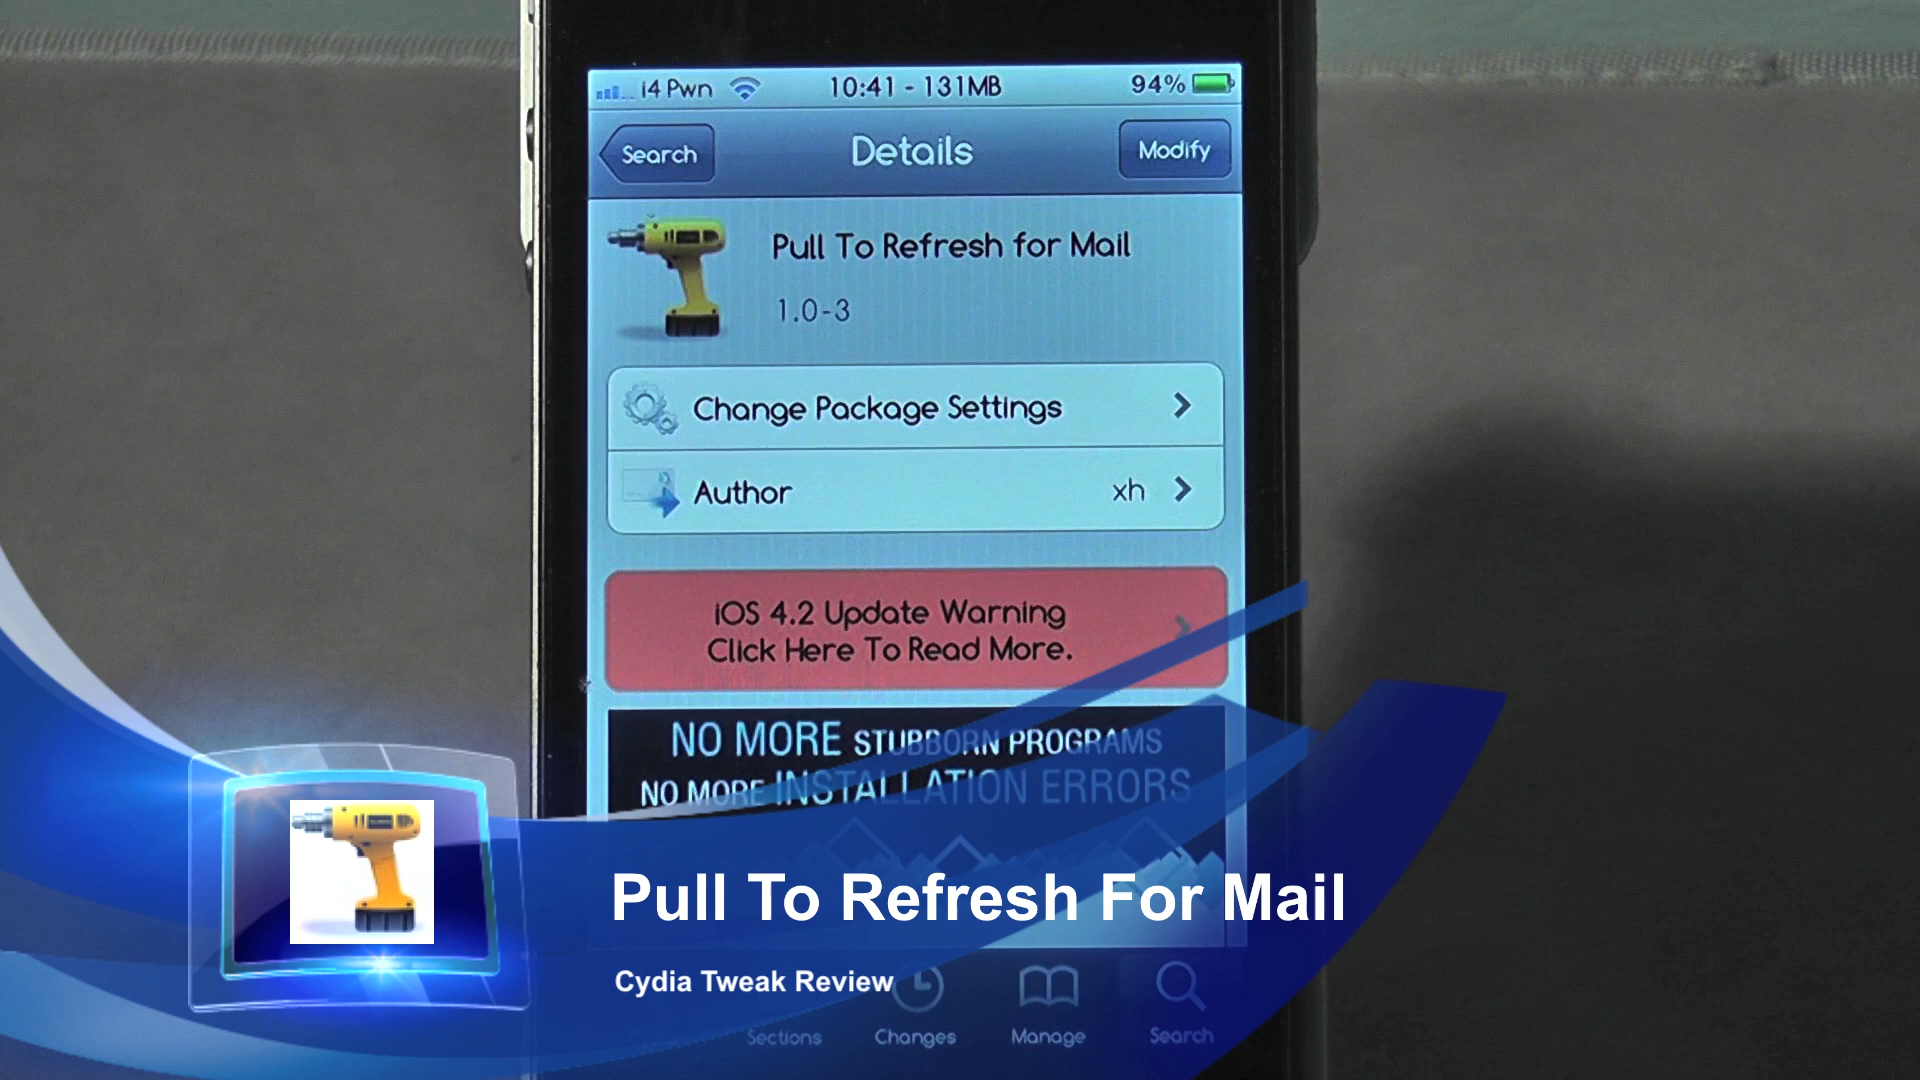 i4 Pwn 10:41 - 131MB 94%
Search Details Modify
Pull To Refresh for Mail
1.0-3
Change Package Settings
Author xh
iOS 4.2 Update Warning
Click Here To Read More.
NO MORE STUBBORN PROGRAMS
NO MORE INSTALLATION ERRORS
Pull To Refresh For Mail
Cydia Tweak Review
Sections Changes Manage Search